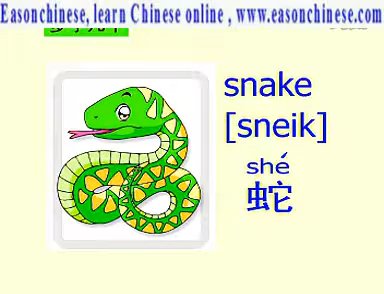 Easonchinese, learn Chinese online , www.easonchinese.com
snake
[sneik]
shé
蛇